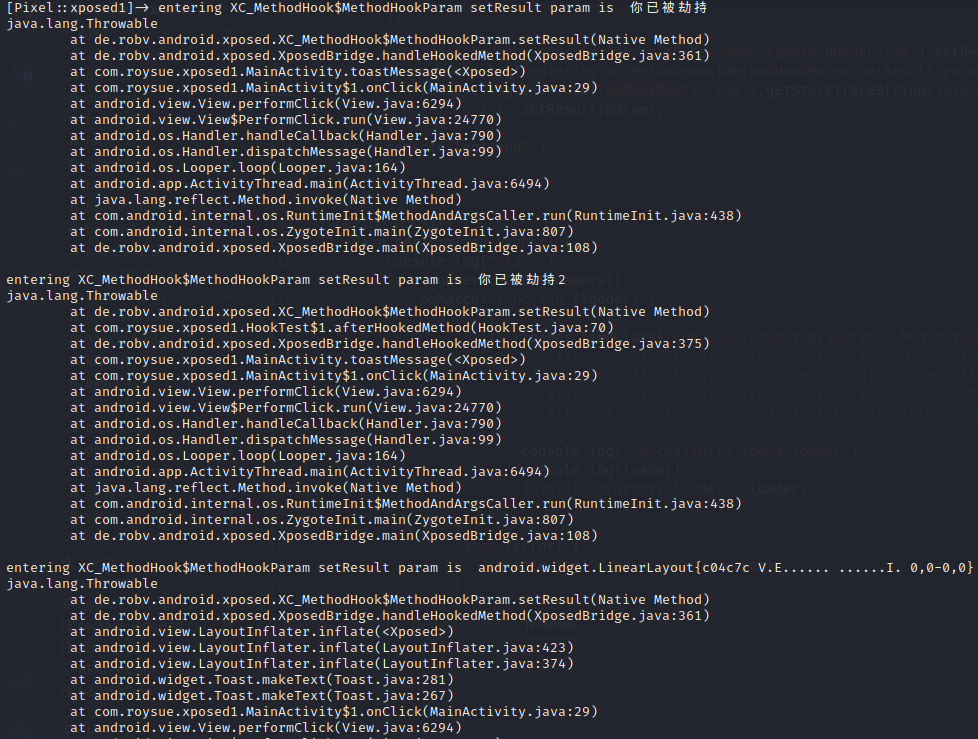 [Pixel::xposed1]-> entering XC_MethodHook$MethodHookParam setResult param is  你已被劫持
java.lang.Throwable
        at de.robv.android.xposed.XC_MethodHook$MethodHookParam.setResult(Native Method)
        at de.robv.android.xposed.XposedBridge.handleHookedMethod(XposedBridge.java:361)
        at com.roysue.xposed1.MainActivity.toastMessage(<Xposed>)
        at com.roysue.xposed1.MainActivity$1.onClick(MainActivity.java:29)
        at android.view.View.performClick(View.java:6294)
        at android.view.View$PerformClick.run(View.java:24770)
        at android.os.Handler.handleCallback(Handler.java:790)
        at android.os.Handler.dispatchMessage(Handler.java:99)
        at android.os.Looper.loop(Looper.java:164)
        at android.app.ActivityThread.main(ActivityThread.java:6494)
        at java.lang.reflect.Method.invoke(Native Method)
        at com.android.internal.os.RuntimeInit$MethodAndArgsCaller.run(RuntimeInit.java:438)
        at com.android.internal.os.ZygoteInit.main(ZygoteInit.java:807)
        at de.robv.android.xposed.XposedBridge.main(XposedBridge.java:108)
entering XC_MethodHook$MethodHookParam setResult param is  你已被劫持2
java.lang.Throwable
        at de.robv.android.xposed.XC_MethodHook$MethodHookParam.setResult(Native Method)
        at com.roysue.xposed1.HookTest$1.afterHookedMethod(HookTest.java:70)
        at de.robv.android.xposed.XposedBridge.handleHookedMethod(XposedBridge.java:375)
        at com.roysue.xposed1.MainActivity.toastMessage(<Xposed>)
        at com.roysue.xposed1.MainActivity$1.onClick(MainActivity.java:29)
        at android.view.View.performClick(View.java:6294)
        at android.view.View$PerformClick.run(View.java:24770)
        at android.os.Handler.handleCallback(Handler.java:790)
        at android.os.Handler.dispatchMessage(Handler.java:99)
        at android.os.Looper.loop(Looper.java:164)
        at android.app.ActivityThread.main(ActivityThread.java:6494)
        at java.lang.reflect.Method.invoke(Native Method)
        at com.android.internal.os.RuntimeInit$MethodAndArgsCaller.run(RuntimeInit.java:438)
        at com.android.internal.os.ZygoteInit.main(ZygoteInit.java:807)
        at de.robv.android.xposed.XposedBridge.main(XposedBridge.java:108)
entering XC_MethodHook$MethodHookParam setResult param is  android.widget.LinearLayout{c04c7c V.E...... ......I. 0,0-0,0}
java.lang.Throwable
        at de.robv.android.xposed.XC_MethodHook$MethodHookParam.setResult(Native Method)
        at de.robv.android.xposed.XposedBridge.handleHookedMethod(XposedBridge.java:361)
        at android.view.LayoutInflater.inflate(<Xposed>)
        at android.view.LayoutInflater.inflate(LayoutInflater.java:423)
        at android.view.LayoutInflater.inflate(LayoutInflater.java:374)
        at android.widget.Toast.makeText(Toast.java:281)
        at android.widget.Toast.makeText(Toast.java:267)
        at com.roysue.xposed1.MainActivity$1.onClick(MainActivity.java:29)
        at android.view.View.performClick(View.java:6294)